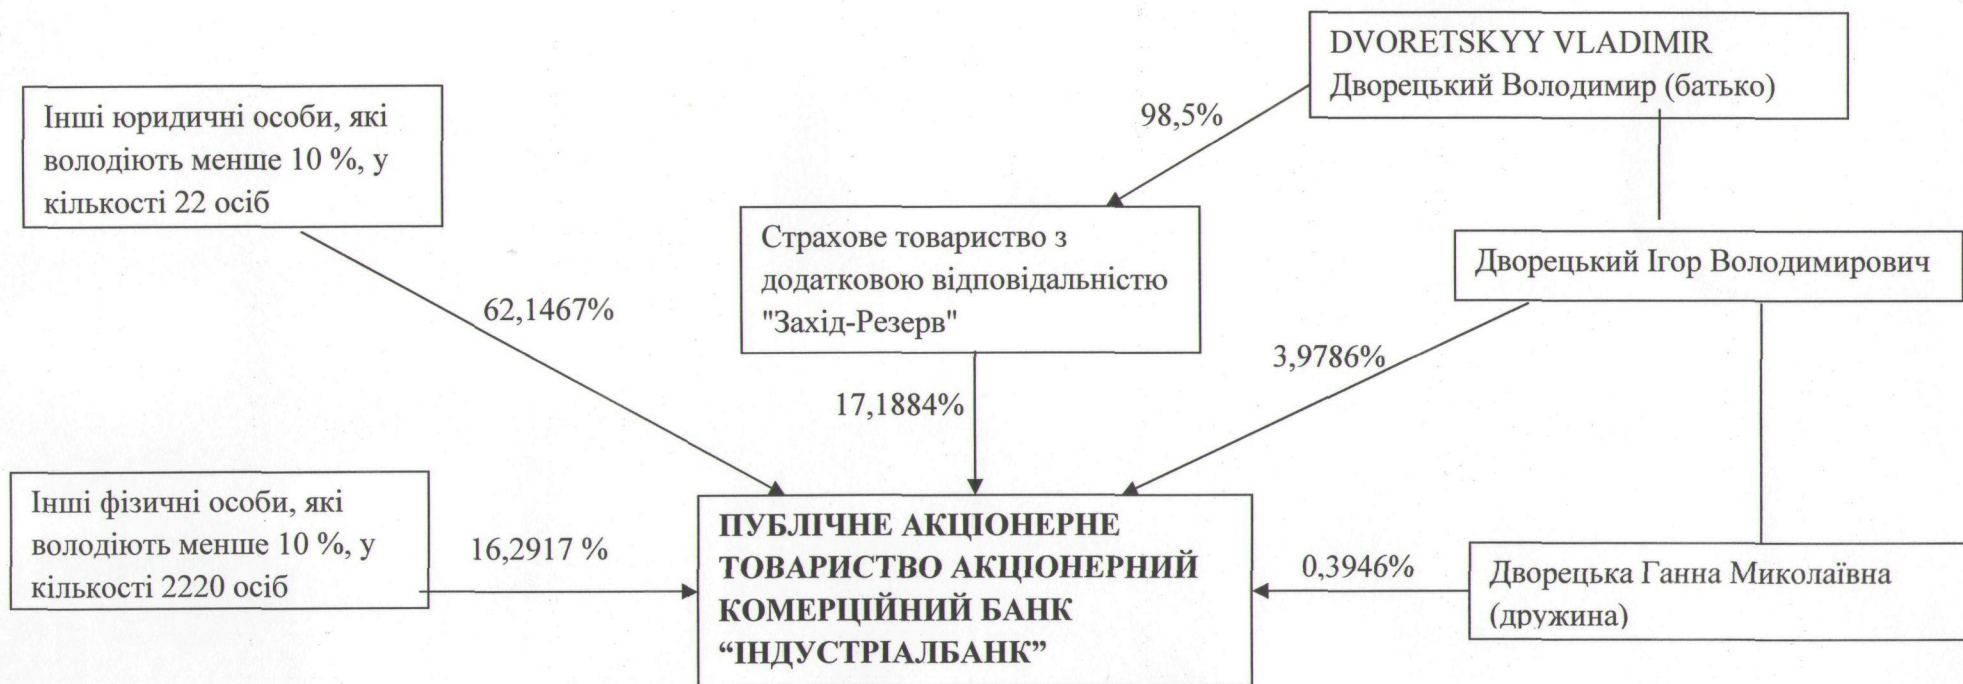 DVORETSKYY VLADIMIR
Дворецький Володимир (батько)
Інші юридичні особи, які
володіють менше 10 %, у
кількості 22 осіб
98,5%
Страхове товариство з
додатковою відповідальністю
"Захід-Резерв"
Дворецький Ігор Володимирович
62,1467%
17,1884%
3,9786%
Інші фізичні особи, які
володіють менше 10 %, у
кількості 2220 осіб
16,2917 %
ПУБЛІЧНЕ АКЦІОНЕРНЕ
ТОВАРИСТВО АКЦІОНЕРНИЙ
КОМЕРЦІЙНИЙ БАНК
“ІНДУСТРІАЛБАНК”
0,3946%
Дворецька Ганна Миколаївна
(дружина)